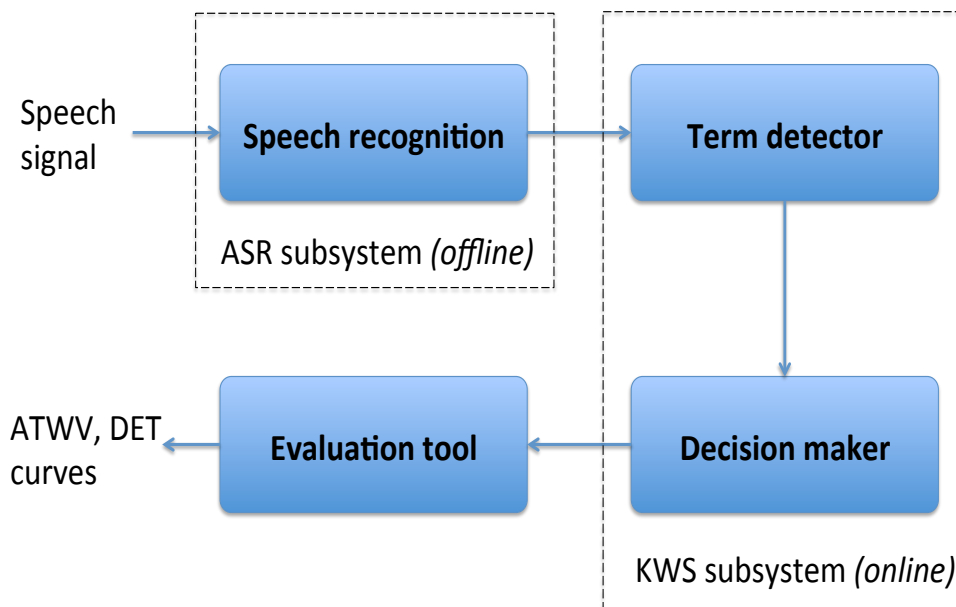 Speech
signal
Speech recognition
Term detector
ASR subsystem (offline)
ATWV, DET
curves
Evaluation tool
Decision maker
KWS subsystem (online)